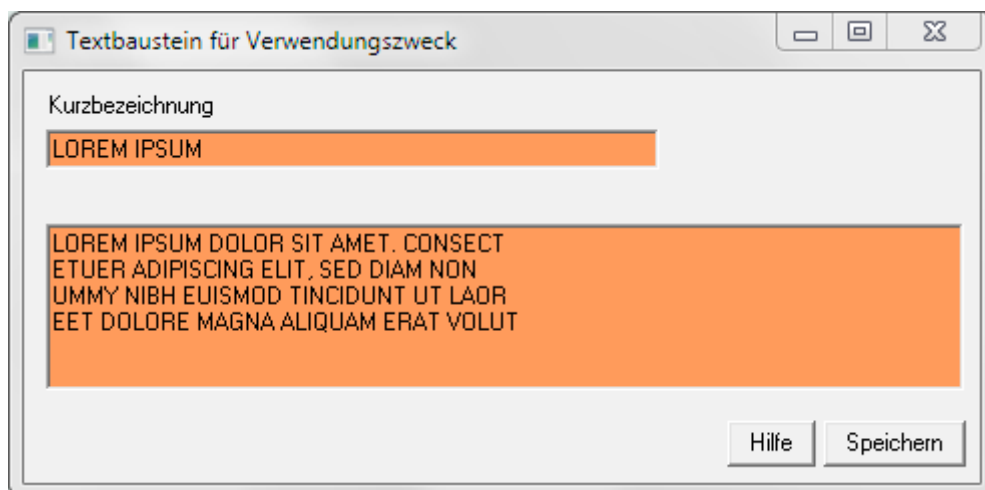 Textbaustein für Verwendungszweck
Kurzbezeichnung
LOREM IPSUM
LOREM IPSUM DOLOR SIT AMET. CONSECT
ETUER ADIPISCING ELIT, SED DIAM NON
UMMY NIBH EUISMOD TINCIDUNT UT LAOR
EET DOLORE MAGNA ALIQUAM ERAT VOLUT
Hilfe Speichern